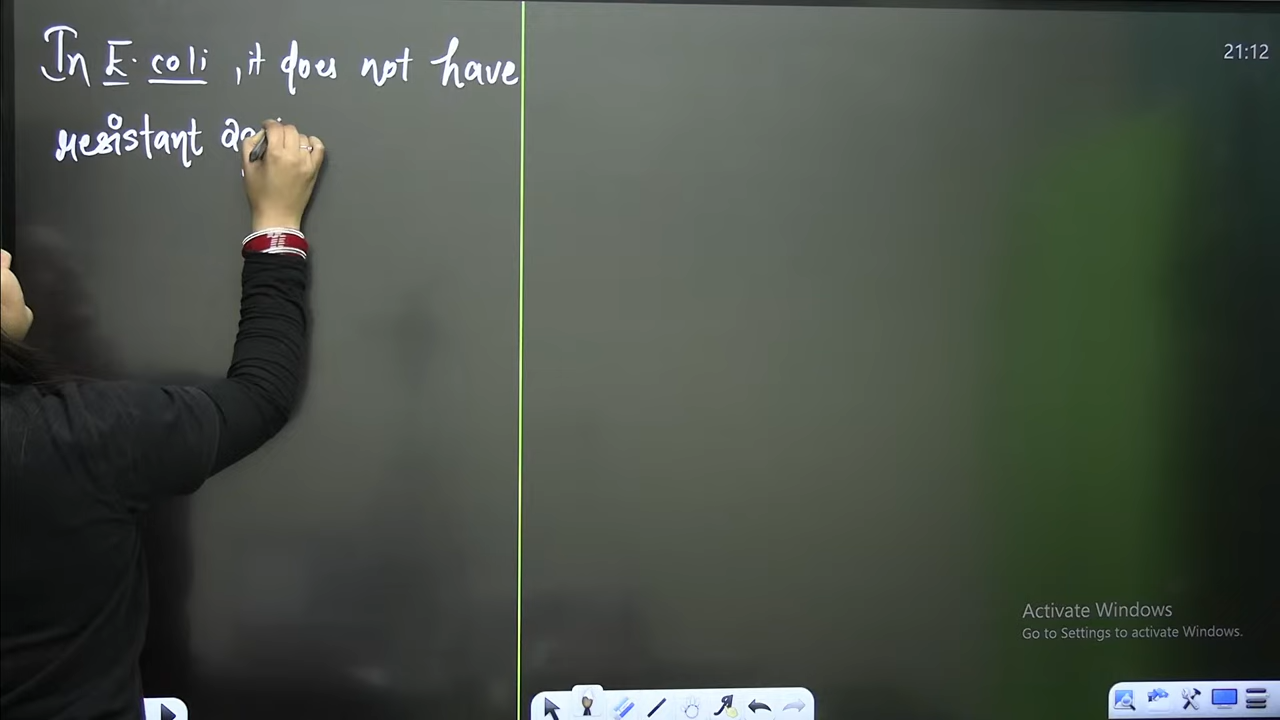 In E. coli, it does not have
21:12
resistant
Activate Windows
Go to Settings to activate Windows.